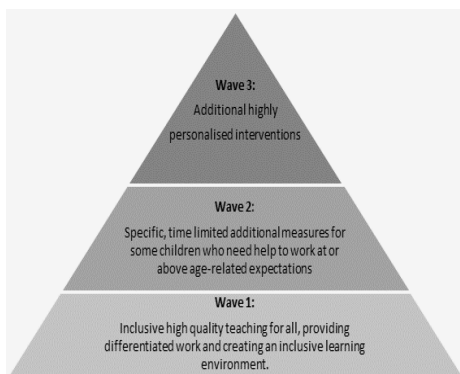 Wave 3:
Additional highly
personalised interventions
Wave 2:
Specific, time limited additional measures for
some children who need help to work at or
above age-related expectations
Wave 1:
Inclusive high quality teaching for all, providing
differentiated work and creating an inclusive learning
environment.